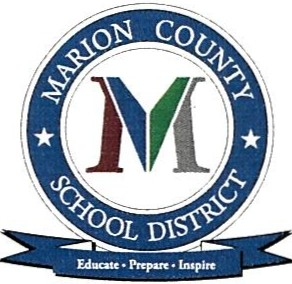 MARION COUNTY
M
SCHOOL DISTRICT
Educate • Prepare • Inspire